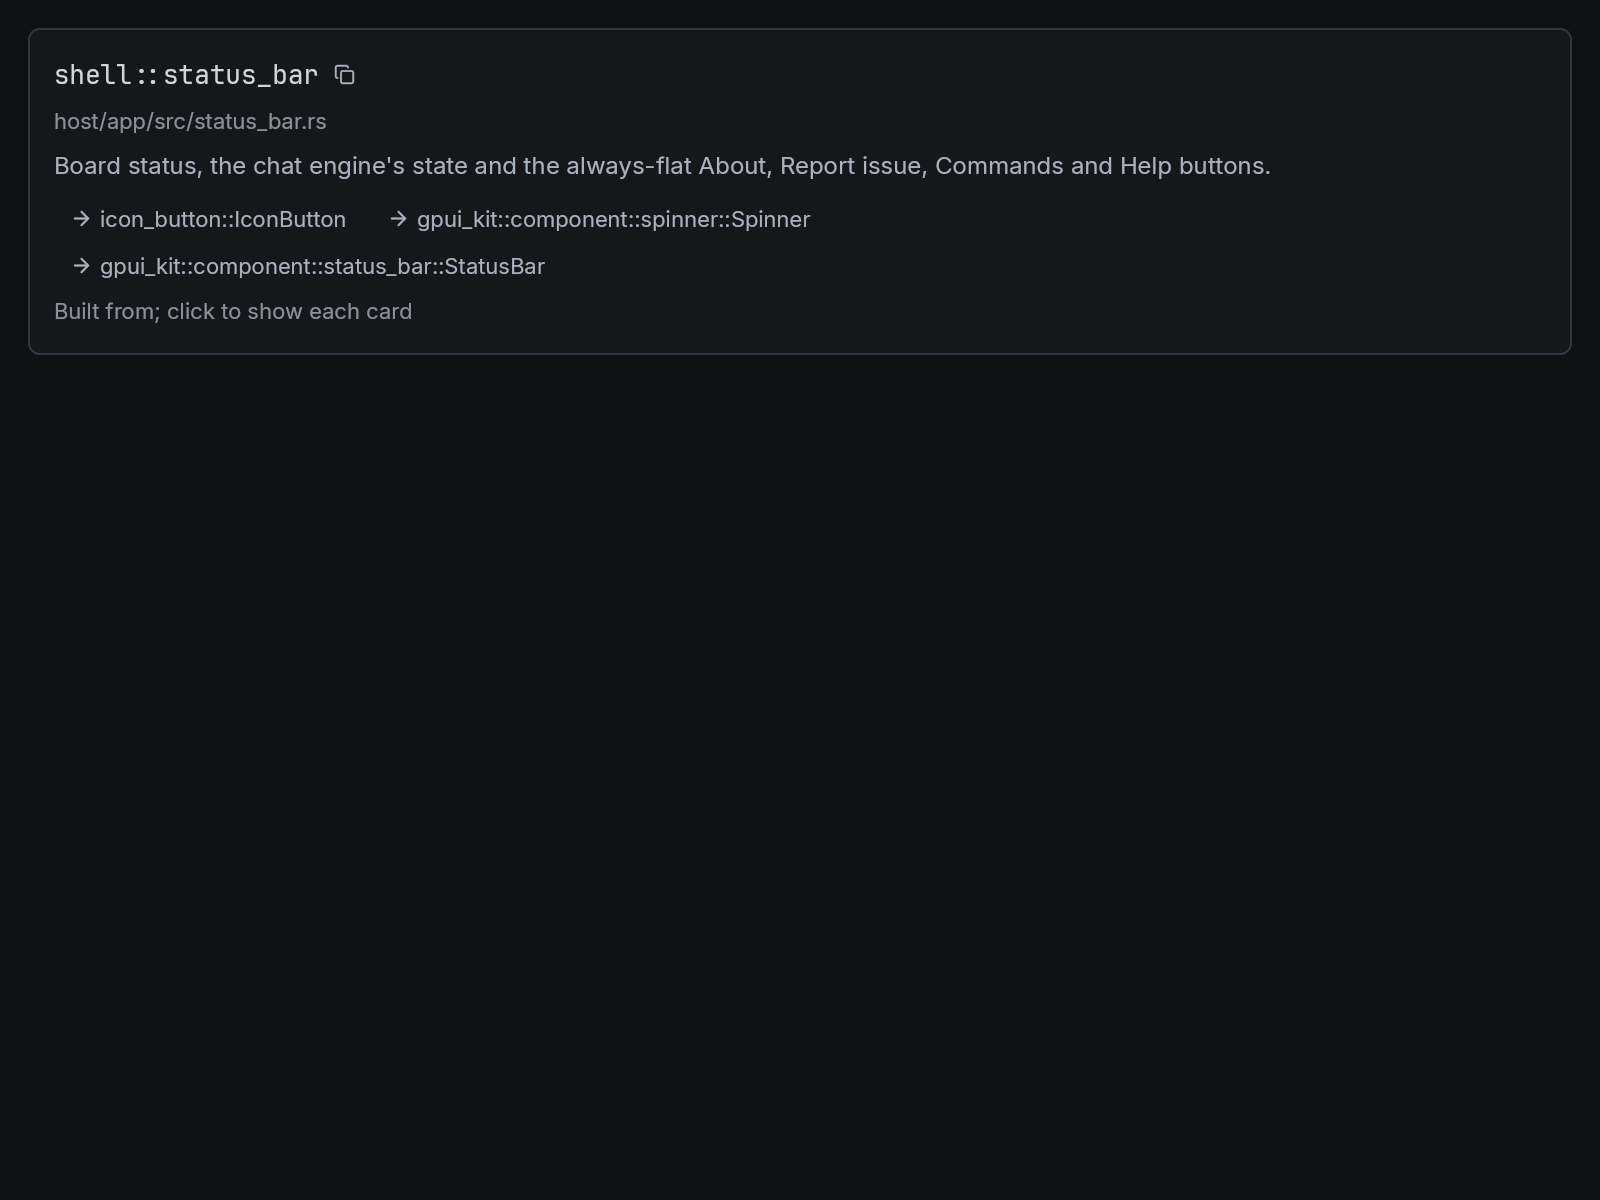 shell::status_bar
host/app/src/status_bar.rs
Board status, the chat engine's state and the always-flat About, Report issue, Commands and Help buttons.
→ icon_button::IconButton → gpui_kit::component::spinner::Spinner
→ gpui_kit::component::status_bar::StatusBar
Built from; click to show each card